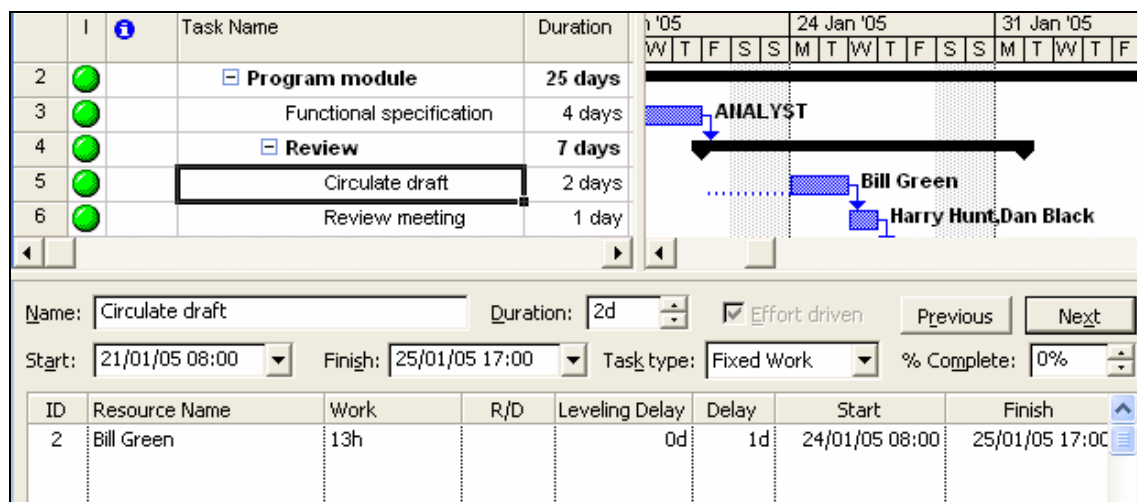 I Task Name Duration n '05 24 Jan '05 31 Jan '05
W T F S S M T W T F S S M T W T F
2 Program module 25 days
3 Functional specification 4 days ANALYST
4 Review 7 days
5 Circulate draft 2 days Bill Green
6 Review meeting 1 day Harry Hunt,Dan Black
Name: Circulate draft Duration: 2d Effort driven Previous Next
Start: 21/01/05 08:00 Finish: 25/01/05 17:00 Task type: Fixed Work % Complete: 0%
ID Resource Name Work R/D Leveling Delay Delay Start Finish
2 Bill Green 13h 0d 1d 24/01/05 08:00 25/01/05 17:00